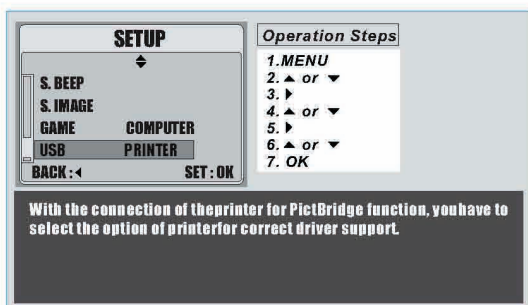 SETUP
S. BEEP
S. IMAGE
GAME COMPUTER
USB PRINTER
BACK:◂ SET:OK
Operation Steps
1.MENU
2.▲ or ▼
3.▶
4.▲ or ▼
5.▶
6.▲ or ▼
7. OK
With the connection of theprinter for PictBridge function, youhave to
select the option of printerfor correct driver support.